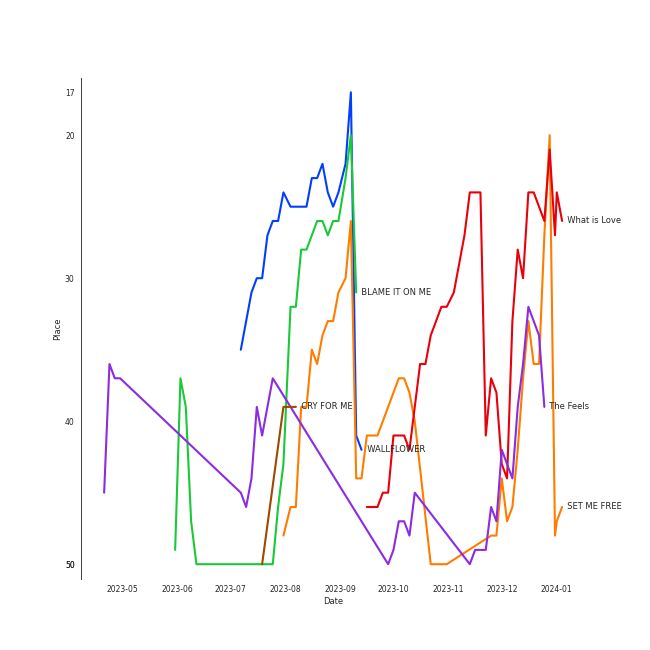 17
20
30
40
50
Place
What is Love
BLAME IT ON ME
CRY FOR ME
The Feels
WALLFLOWER
SET ME FREE
2023-05
2023-06
2023-07
2023-08
2023-09
2023-10
2023-11
2023-12
2024-01
Date